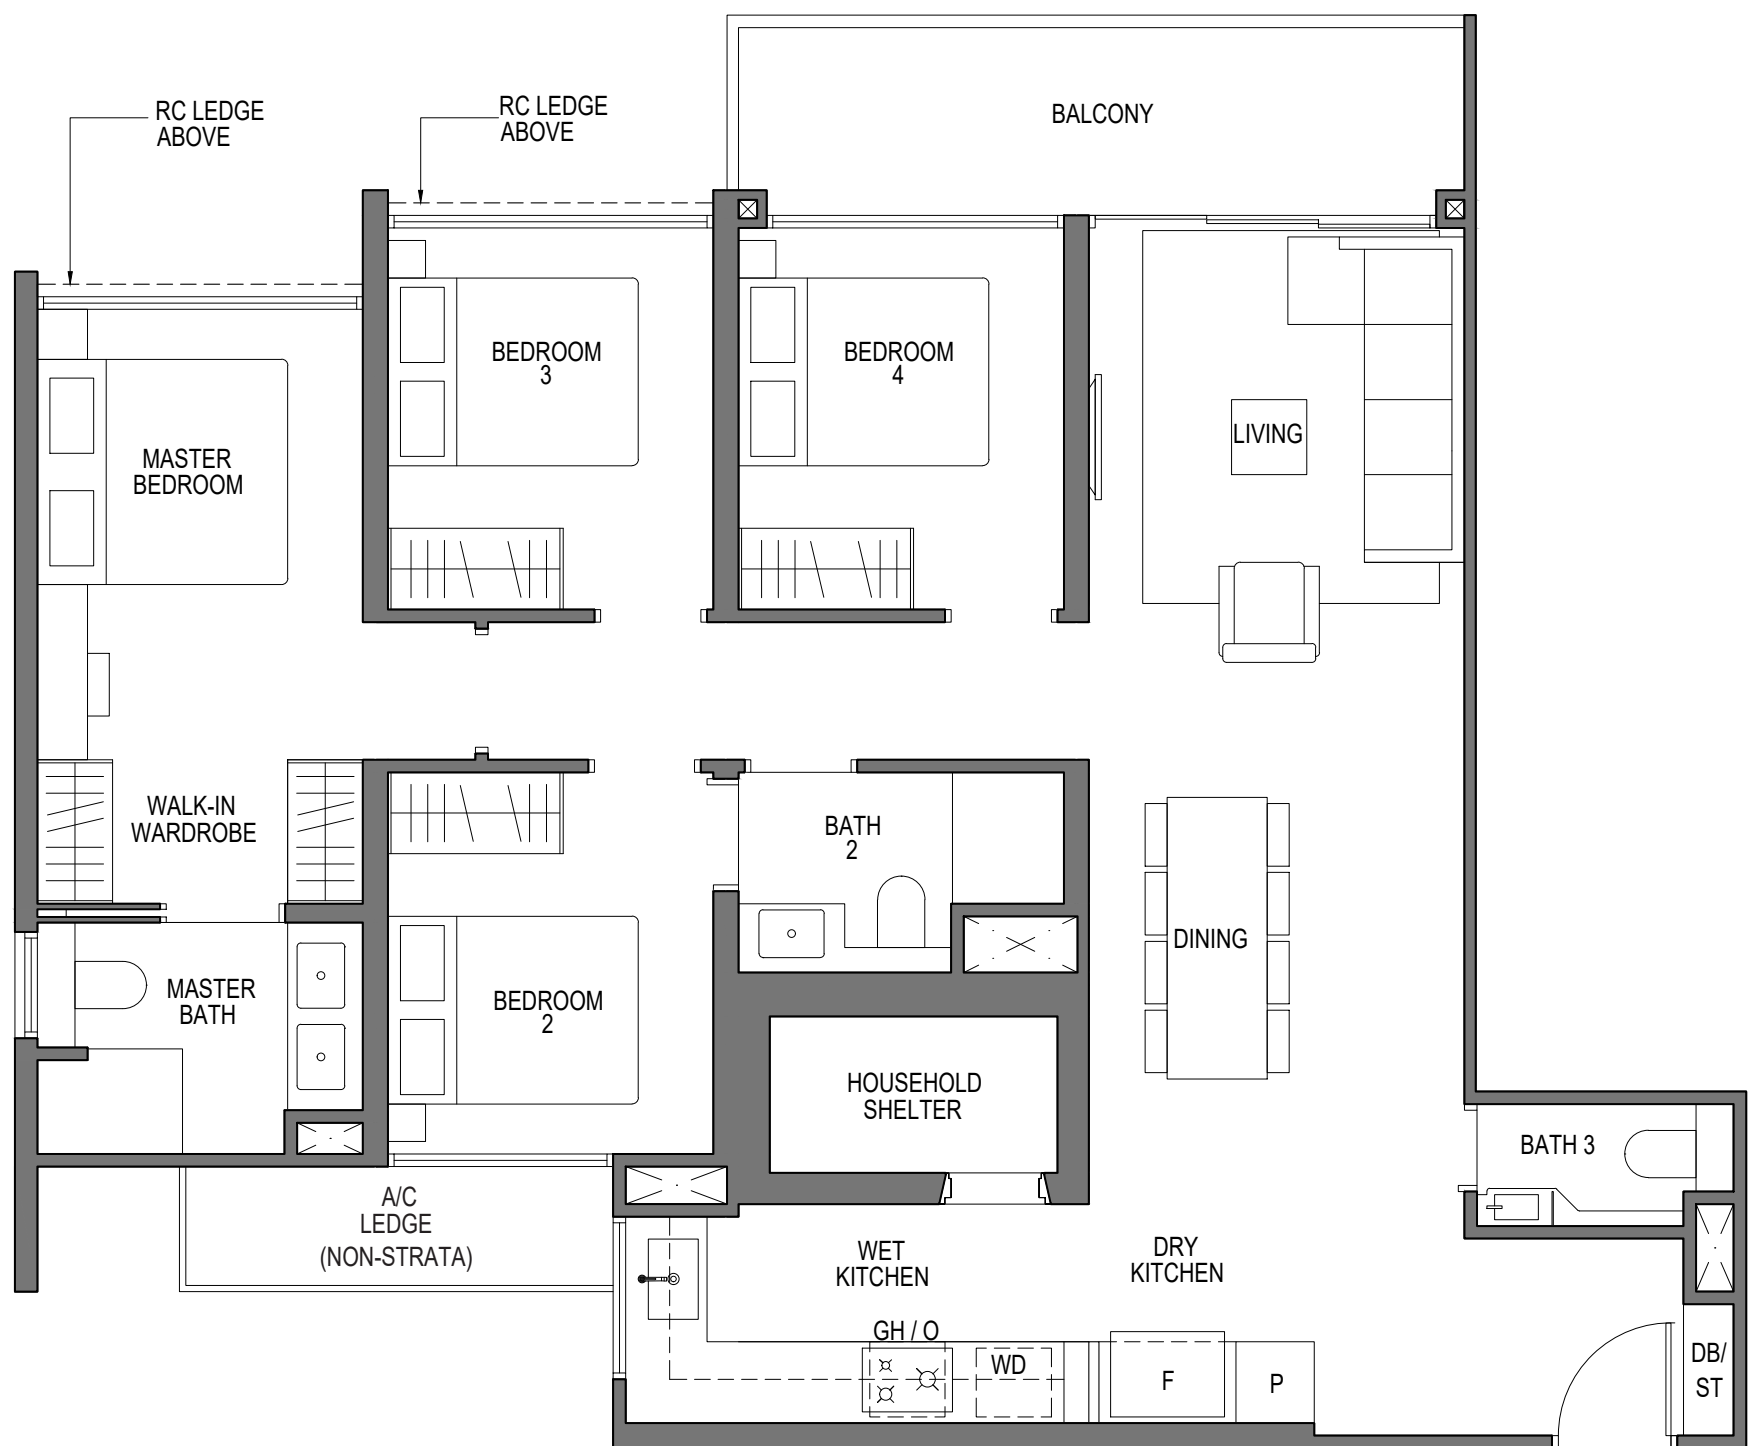 RC LEDGE
ABOVE
RC LEDGE
ABOVE
BALCONY
BEDROOM
3
BEDROOM
4
LIVING
MASTER
BEDROOM
WALK-IN
WARDROBE
BATH
2
DINING
MASTER
BATH
BEDROOM
2
HOUSEHOLD
SHELTER
BATH 3
A/C
LEDGE
(NON-STRATA)
WET
KITCHEN
DRY
KITCHEN
GH / O
WD
F
P
DB/
ST